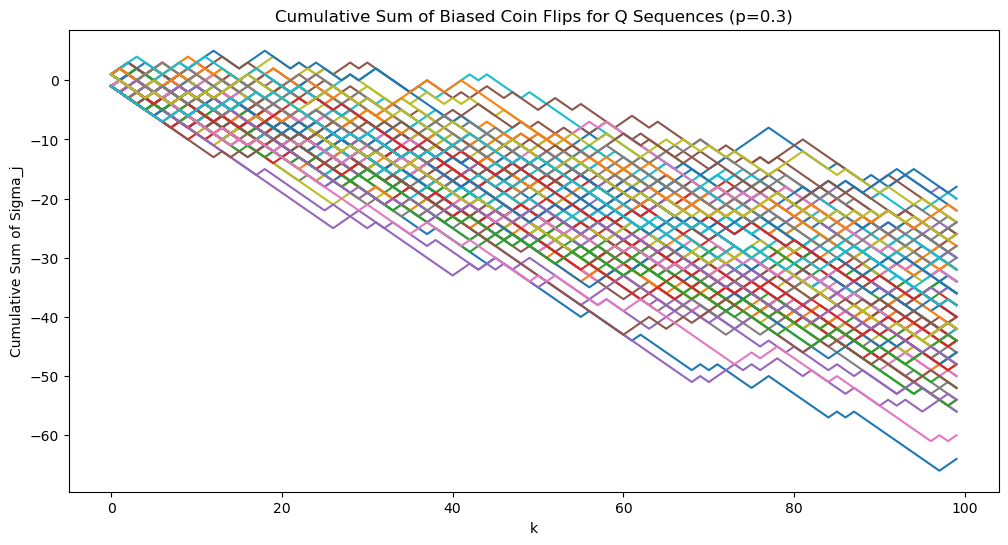 Cumulative Sum of Biased Coin Flips for Q Sequences (p=0.3)
Cumulative Sum of Sigma_j
0
−10
−20
−30
−40
−50
−60
0 20 40 60 80 100
k